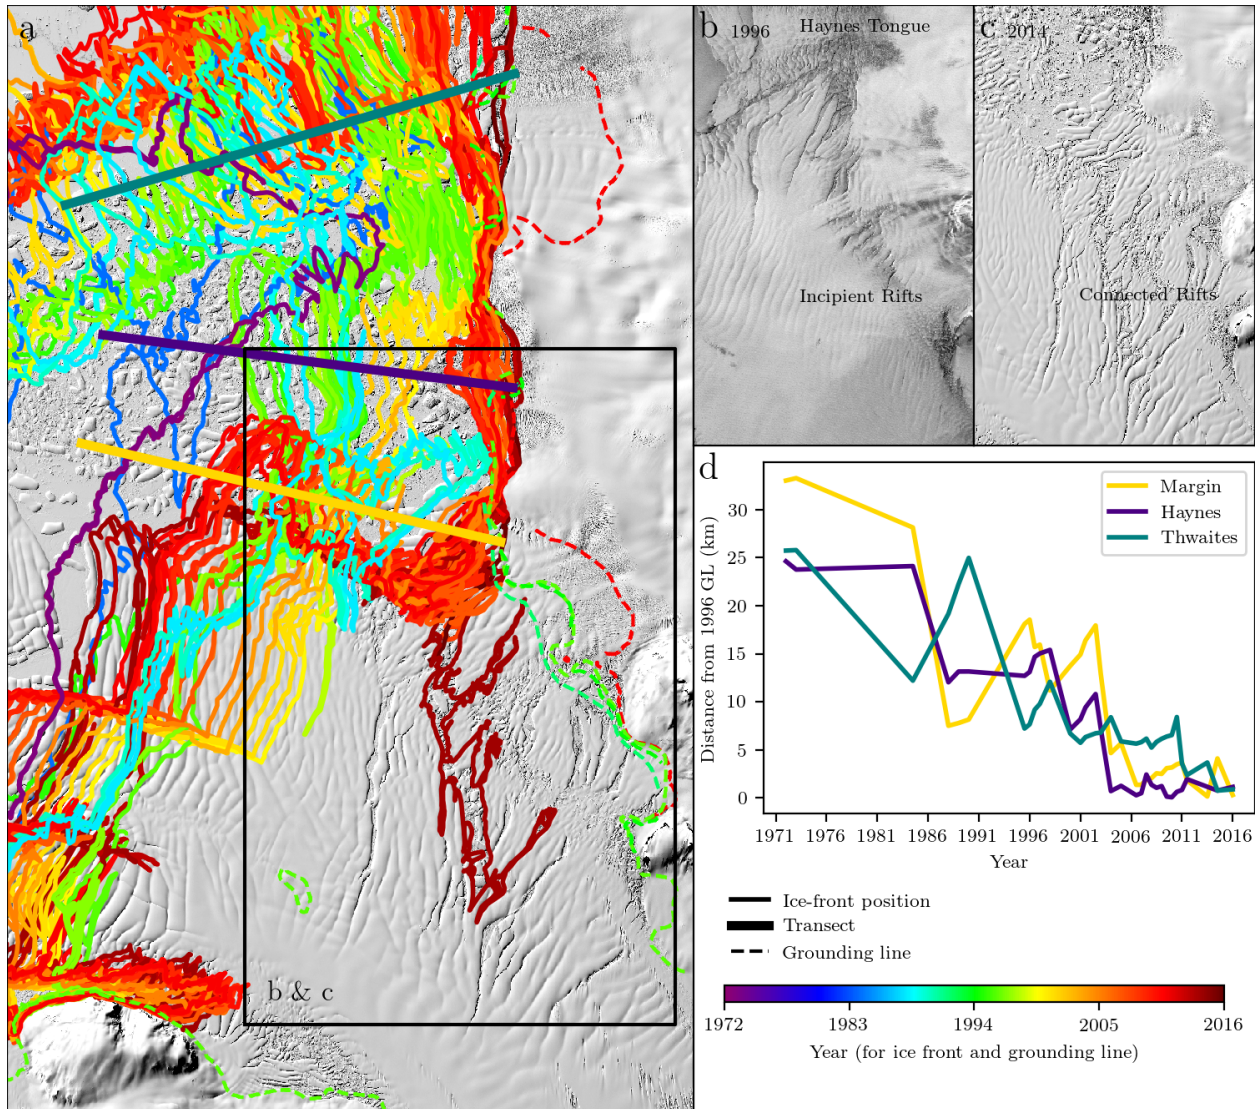 a
b & c
b 1996
Haynes Tongue
Incipient Rifts
c 2014
Connected Rifts
d
Distance from 1996 GL (km)
30
25
20
15
10
5
0
Margin
Haynes
Thwaites
1971 1976 1981 1986 1991 1996 2001 2006 2011 2016
Year
Ice-front position
Transect
Grounding line
1972 1983 1994 2005 2016
Year (for ice front and grounding line)